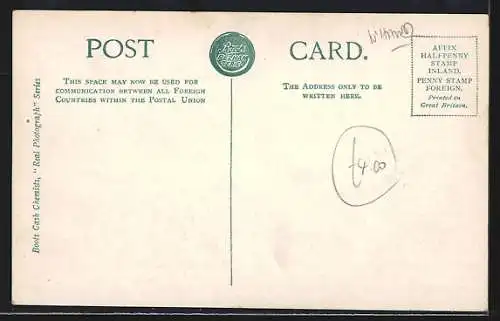 POST CARD.
Boots
THIS SPACE MAY NOW BE USED FOR
COMMUNICATION BETWEEN ALL FOREIGN
COUNTRIES WITHIN THE POSTAL UNION
THE ADDRESS ONLY TO BE
WRITTEN HERE.
AFFIX
HALFPENNY
STAMP
INLAND.
PENNY STAMP
FOREIGN.
Printed in
Great Britain.
£4.00
Boots Cash Chemists, "Real Photograph" Series